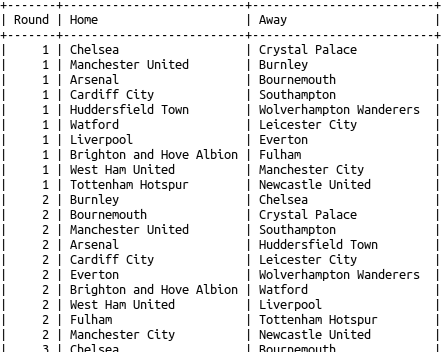 +-------+--------------------------+--------------------------+
| Round | Home                     | Away                     |
+-------+--------------------------+--------------------------+
|     1 | Chelsea                  | Crystal Palace           |
|     1 | Manchester United        | Burnley                  |
|     1 | Arsenal                  | Bournemouth              |
|     1 | Cardiff City             | Southampton              |
|     1 | Huddersfield Town        | Wolverhampton Wanderers  |
|     1 | Watford                  | Leicester City           |
|     1 | Liverpool                | Everton                  |
|     1 | Brighton and Hove Albion | Fulham                   |
|     1 | West Ham United          | Manchester City          |
|     1 | Tottenham Hotspur        | Newcastle United         |
|     2 | Burnley                  | Chelsea                  |
|     2 | Bournemouth              | Crystal Palace           |
|     2 | Manchester United        | Southampton              |
|     2 | Arsenal                  | Huddersfield Town        |
|     2 | Cardiff City             | Leicester City           |
|     2 | Everton                  | Wolverhampton Wanderers  |
|     2 | Brighton and Hove Albion | Watford                  |
|     2 | West Ham United          | Liverpool                |
|     2 | Fulham                   | Tottenham Hotspur        |
|     2 | Manchester City          | Newcastle United         |
|     3 | Chelsea                  | Bournemouth              |